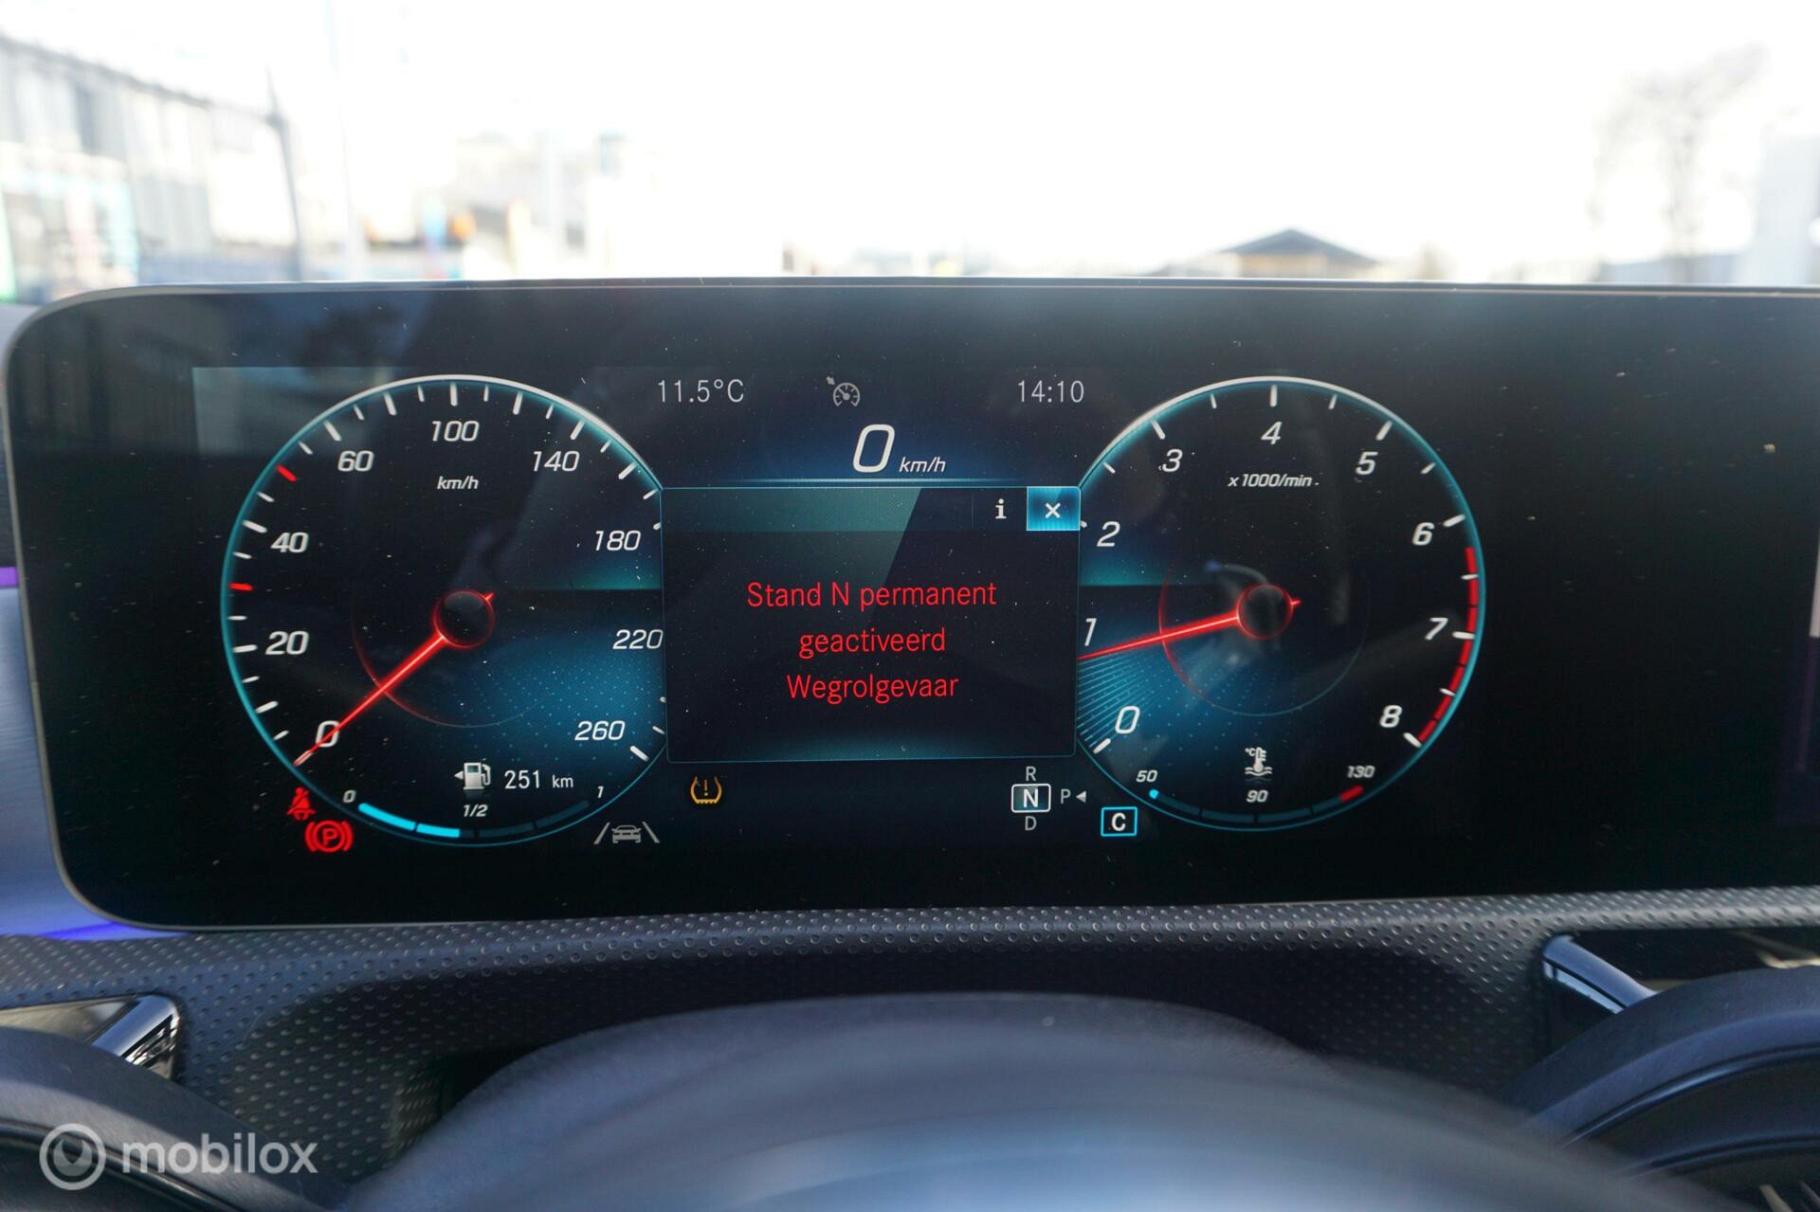 11.5°C
14:10
0 km/h
100
60
140
km/h
40
180
20
220
0
260
251 km
0
1/2
1
i
×
Stand N permanent
geactiveerd
Wegrolgevaar
4
3
5
x1000/min
2
6
1
7
0
8
50
°C
130
90
R
N P
D
C
P
mobilox